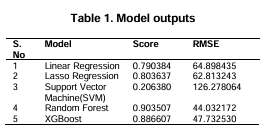 Table 1. Model outputs
S. No Model Score RMSE
1 Linear Regression 0.790384 64.898435
2 Lasso Regression 0.803637 62.813243
3 Support Vector Machine(SVM) 0.206380 126.278064
4 Random Forest 0.903507 44.032172
5 XGBoost 0.886607 47.732530